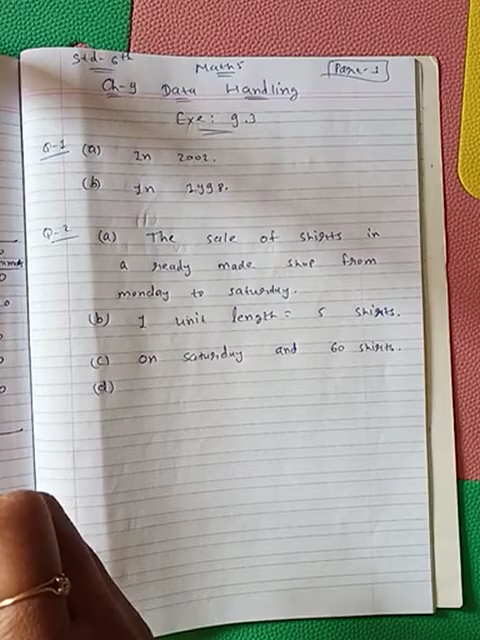 Std- 6th
Maths
Part-1
Ch-9 Data Handling
Exe: 9.3
Q-1 (a) In 2002.
(b) In 1998.
Q-2 (a) The sale of shirts in
a ready made shop from
monday to saturday.
(b) 1 unit length = 5 shirts.
(c) on saturday and 60 shirts.
(d)